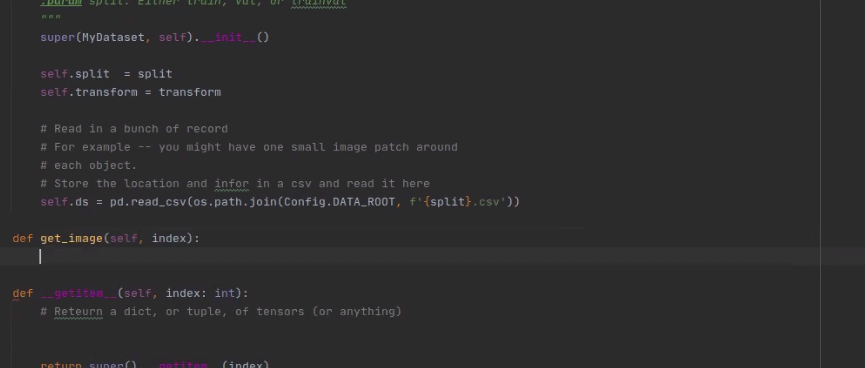 :param split: Either train, val, or trainval
"""
super(MyDataset, self).__init__()
self.split  = split
self.transform = transform
# Read in a bunch of record
# For example -- you might have one small image patch around
# each object.
# Store the location and infor in a csv and read it here
self.ds = pd.read_csv(os.path.join(Config.DATA_ROOT, f'{split}.csv'))
def get_image(self, index):
def __getitem__(self, index: int):
# Reteurn a dict, or tuple, of tensors (or anything)
return super().__getitem__(index)